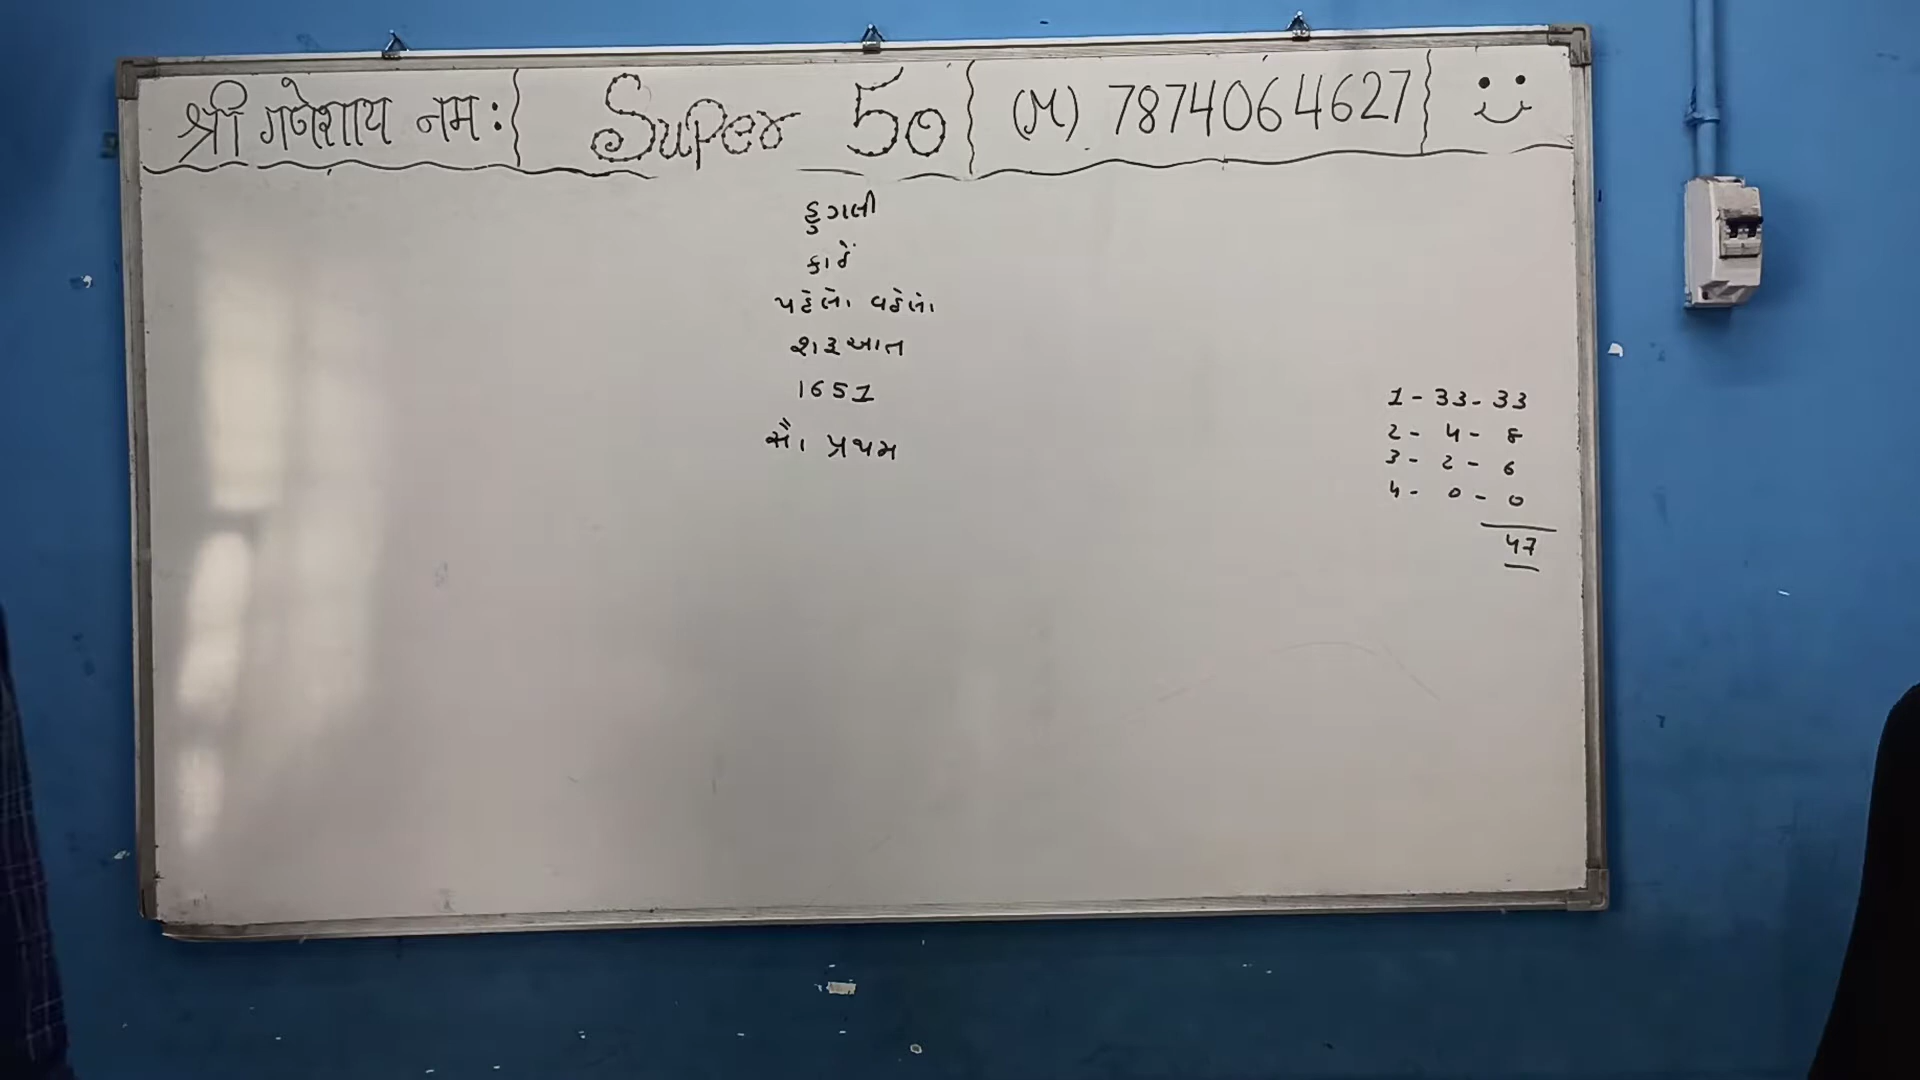 श्री गणेशाय नमः Super 50 (M) 7874064627
હુગલી
કાંઠે
પહેલો વહેલો
શરૂઆત
1651
સૌ પ્રથમ
1 - 33 - 33
2 - 4 - 8
3 - 2 - 6
4 - 0 - 0
47